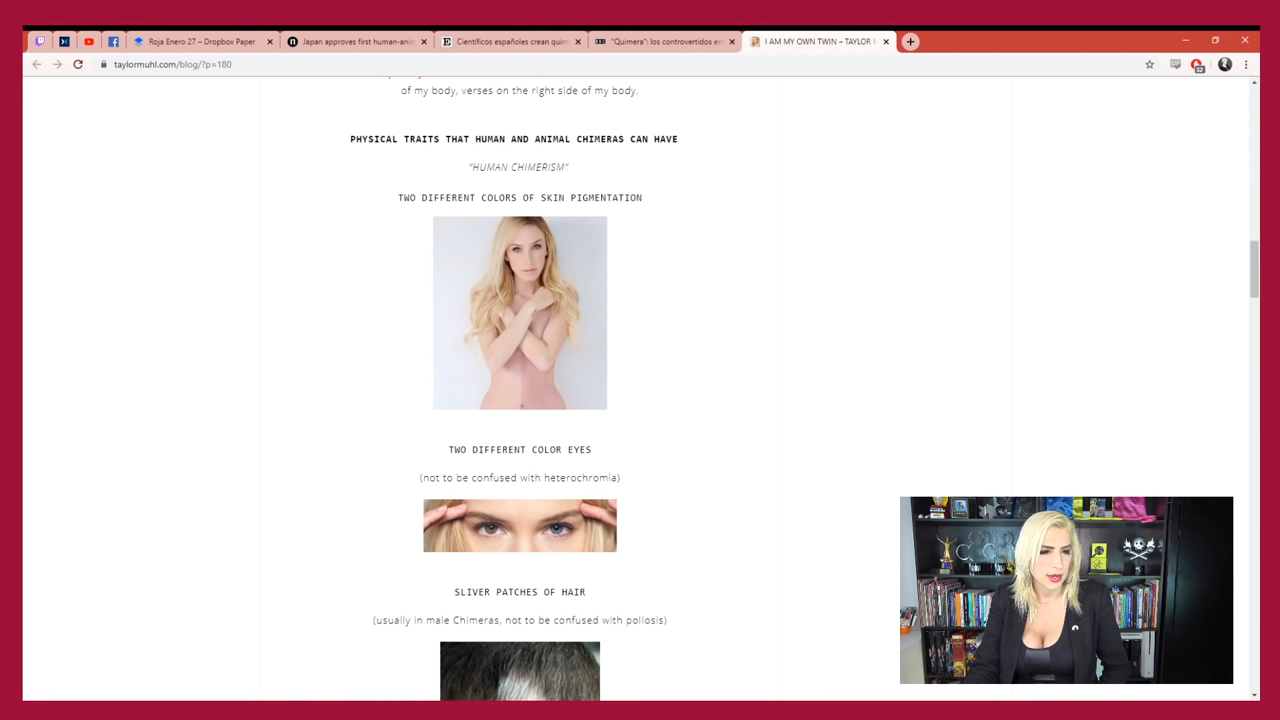 Roja Enero 27 – Dropbox Paper
Japan approves first human-anim
Científicos españoles crean quim
"Quimera": los controvertidos em
I AM MY OWN TWIN – TAYLOR M
taylormuhl.com/blog/?p=180
of my body, verses on the right side of my body.
PHYSICAL TRAITS THAT HUMAN AND ANIMAL CHIMERAS CAN HAVE
"HUMAN CHIMERISM"
TWO DIFFERENT COLORS OF SKIN PIGMENTATION
TWO DIFFERENT COLOR EYES
(not to be confused with heterochromia)
SLIVER PATCHES OF HAIR
(usually in male Chimeras, not to be confused with poliosis)